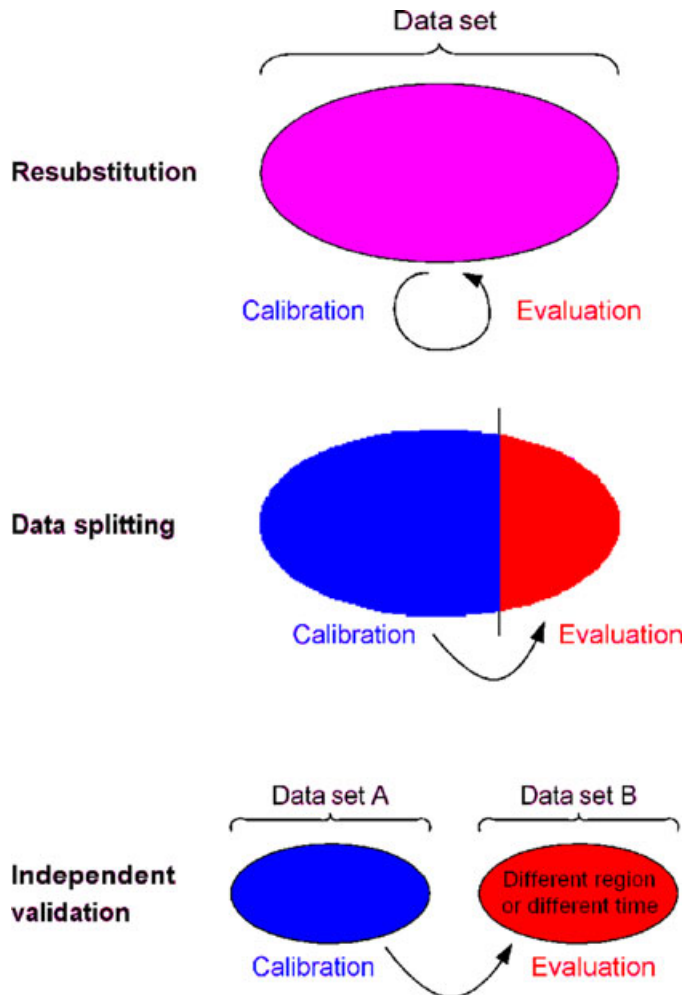 Data set
Resubstitution
Calibration
Evaluation
Data splitting
Calibration
Evaluation
Data set A
Data set B
Independent
validation
Different region
or different time
Calibration
Evaluation